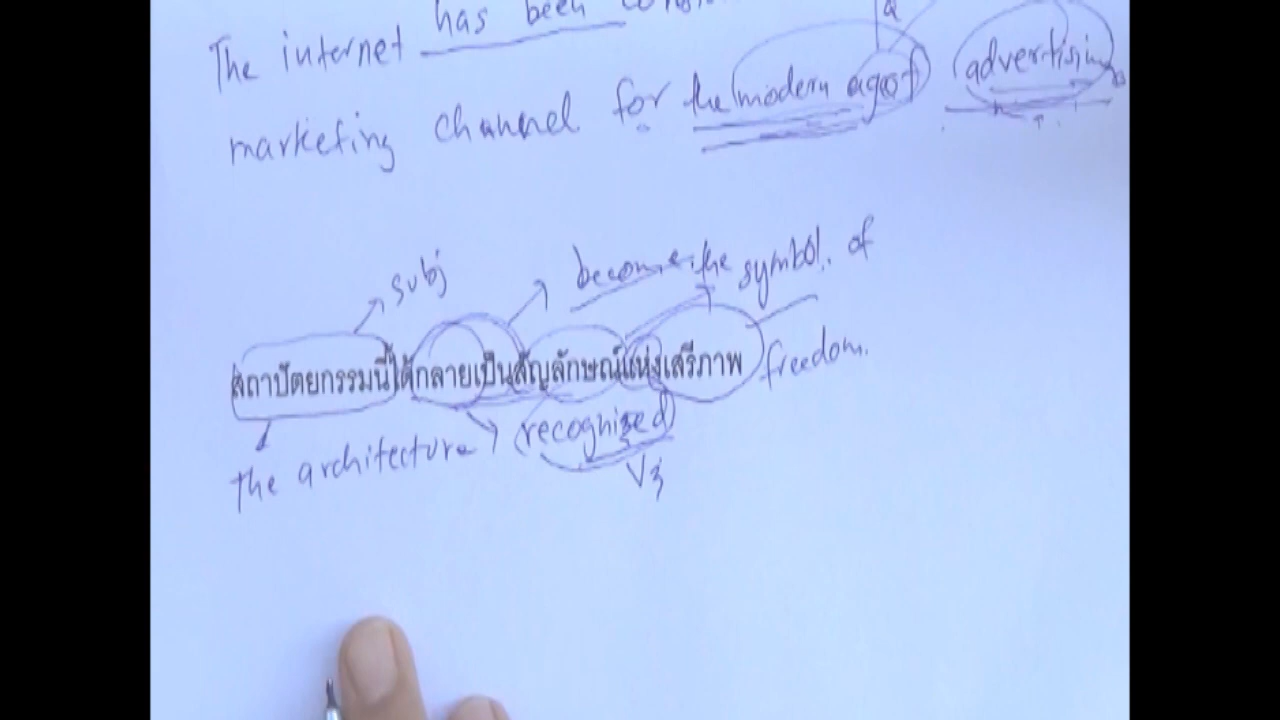 The internet has been
marketing channel for the (modern age of) advertising
subj
become the symbol of
สถาปัตยกรรมนี้ได้กลายเป็นสัญลักษณ์แห่งเสรีภาพ freedom.
the architecture (recognized)
V3